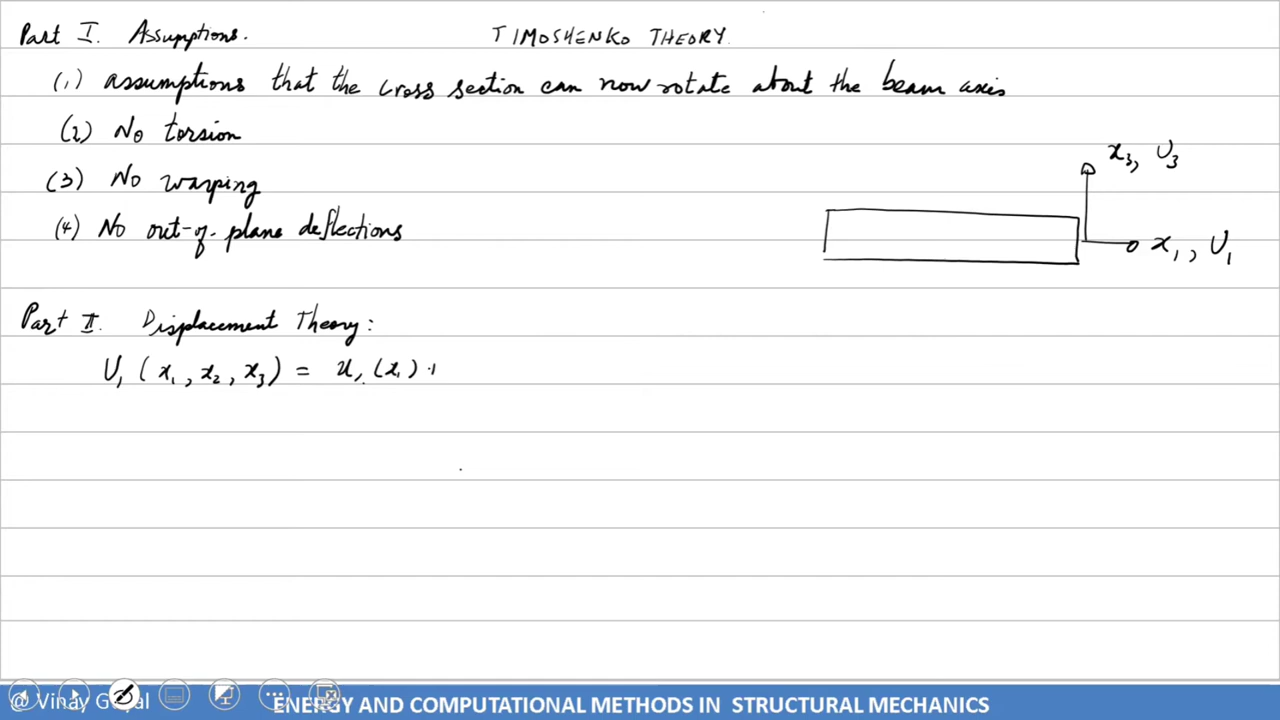 Part I. Assumptions.
TIMOSHENKO THEORY.
(1) assumptions that the cross section can now rotate about the beam axis
(2) No torsion
(3) No warping
(4) No out-of-plane deflections
x₃, U₃
x₁, U₁
Part II. Displacement Theory:
U₁ (x₁, x₂, x₃) = u₁ (x₁)
@ Vinay Goyal
ENERGY AND COMPUTATIONAL METHODS IN STRUCTURAL MECHANICS